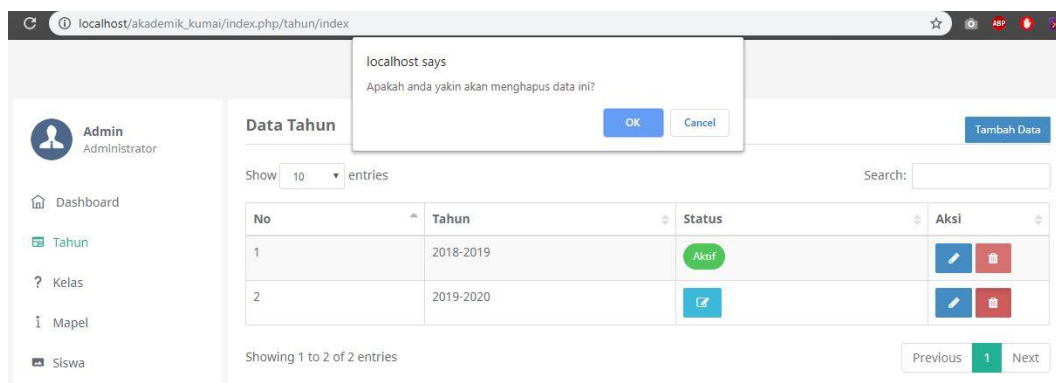 localhost/akademik_kumai/index.php/tahun/index
ABP
localhost says
Apakah anda yakin akan menghapus data ini?
OK Cancel
Admin
Administrator
Data Tahun
Tambah Data
Show 10 entries
Search:
Dashboard
Tahun
? Kelas
Mapel
Siswa
No Tahun Status Aksi
1 2018-2019 Aktif
2 2019-2020
Showing 1 to 2 of 2 entries
Previous 1 Next